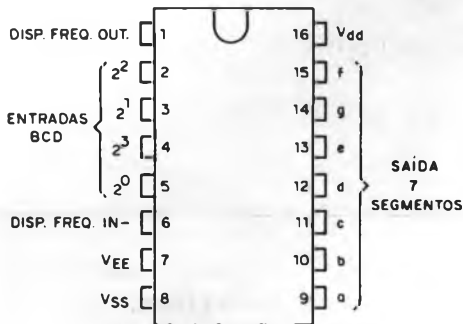 DISP. FREQ. OUT. 1 16 Vdd
2² 2 15 f
2¹ 3 14 g
ENTRADAS BCD
2³ 4 13 e
2⁰ 5 12 d
SAÍDA 7 SEGMENTOS
DISP. FREQ. IN- 6 11 c
VEE 7 10 b
VSS 8 9 a